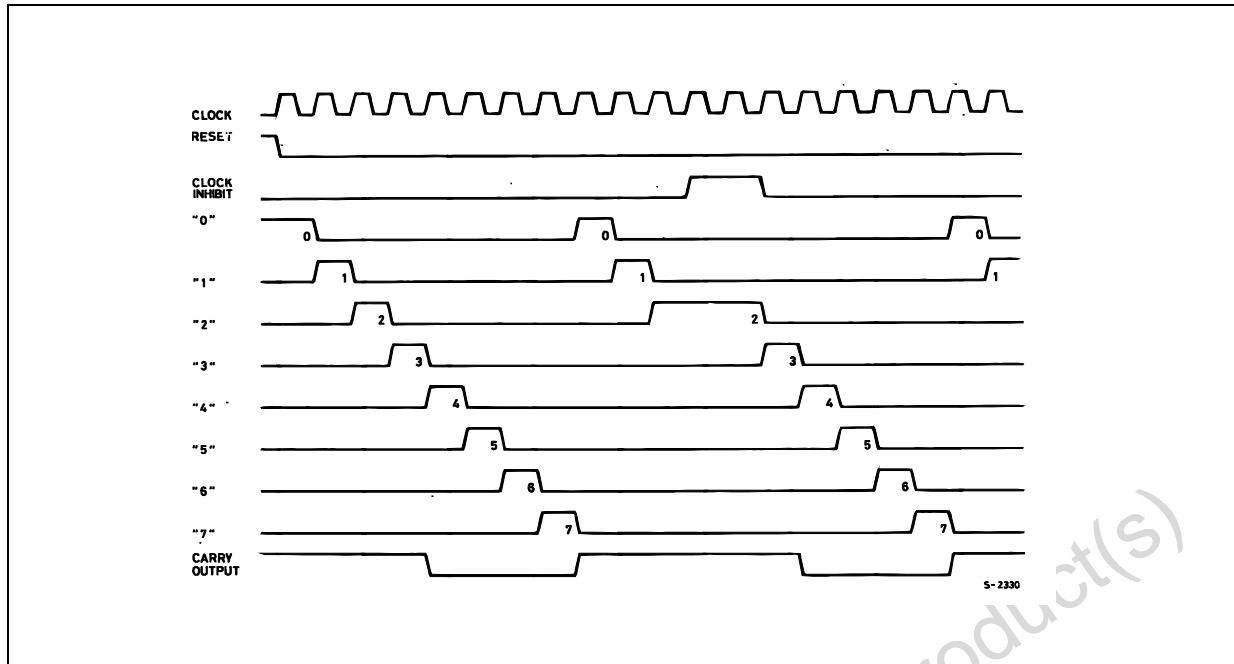 CLOCK
RESET
CLOCK
INHIBIT
"0" 0 0 0
"1" 1 1 1
"2" 2 2
"3" 3 3
"4" 4 4
"5" 5 5
"6" 6 6
"7" 7 7
CARRY
OUTPUT
S-2330
roduct(s)